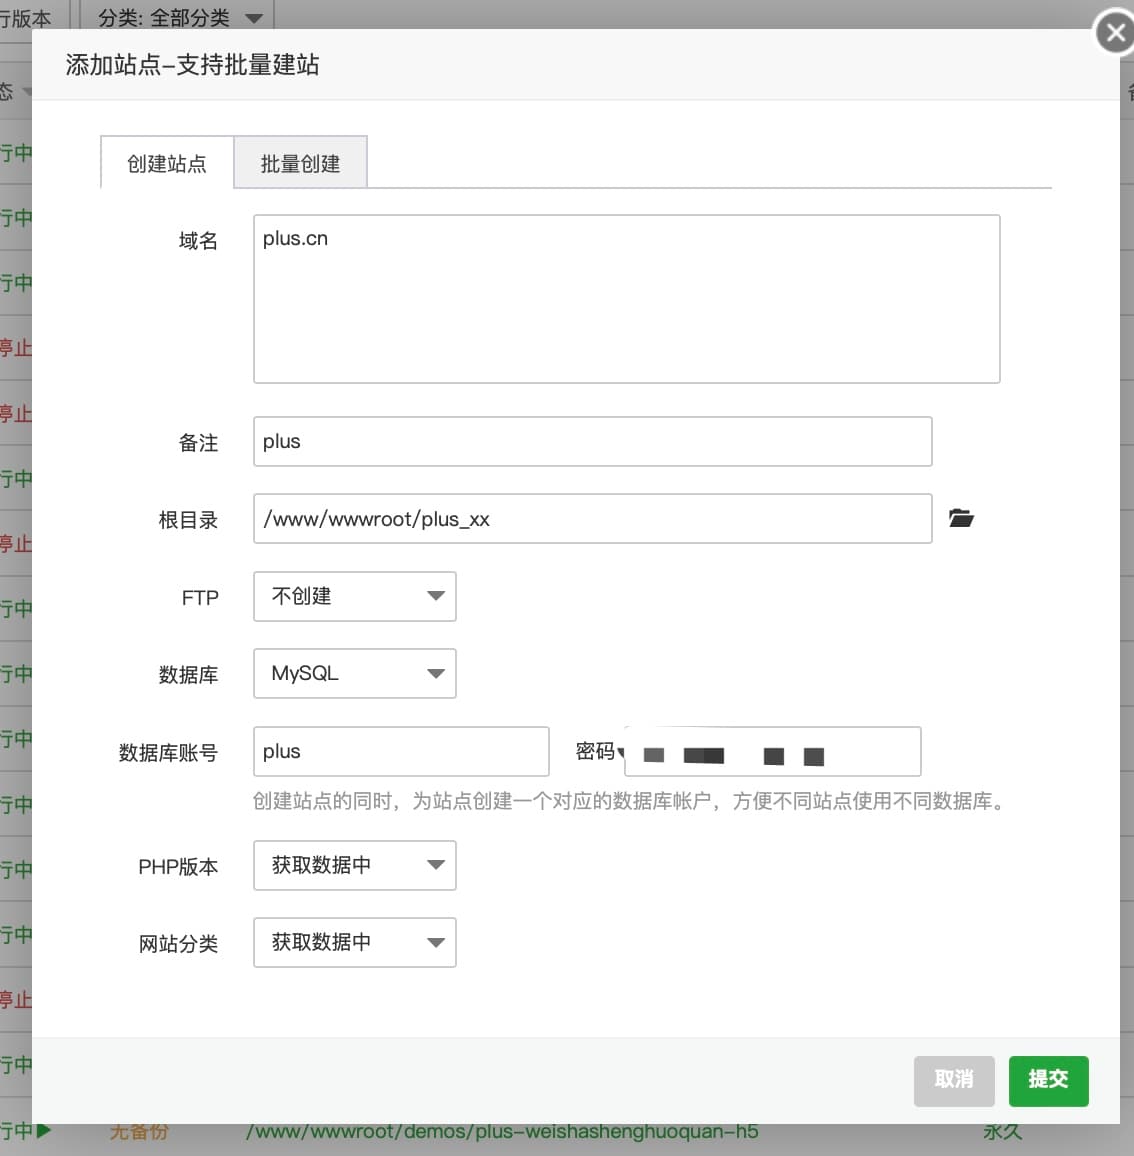 行版本
分类: 全部分类
添加站点-支持批量建站
态
创建站点
批量创建
行中
行中
域名
plus.cn
行中
停止
停止
备注
plus
行中
根目录
/www/wwwroot/plus_xx
停止
FTP
不创建
行中
数据库
MySQL
行中
行中
数据库账号
plus
密码
创建站点的同时，为站点创建一个对应的数据库帐户，方便不同站点使用不同数据库。
行中
PHP版本
获取数据中
行中
网站分类
获取数据中
行中
停止
行中
取消
提交
行中
无备份
/www/wwwroot/demos/plus-weishashenghuoquan-h5
永久